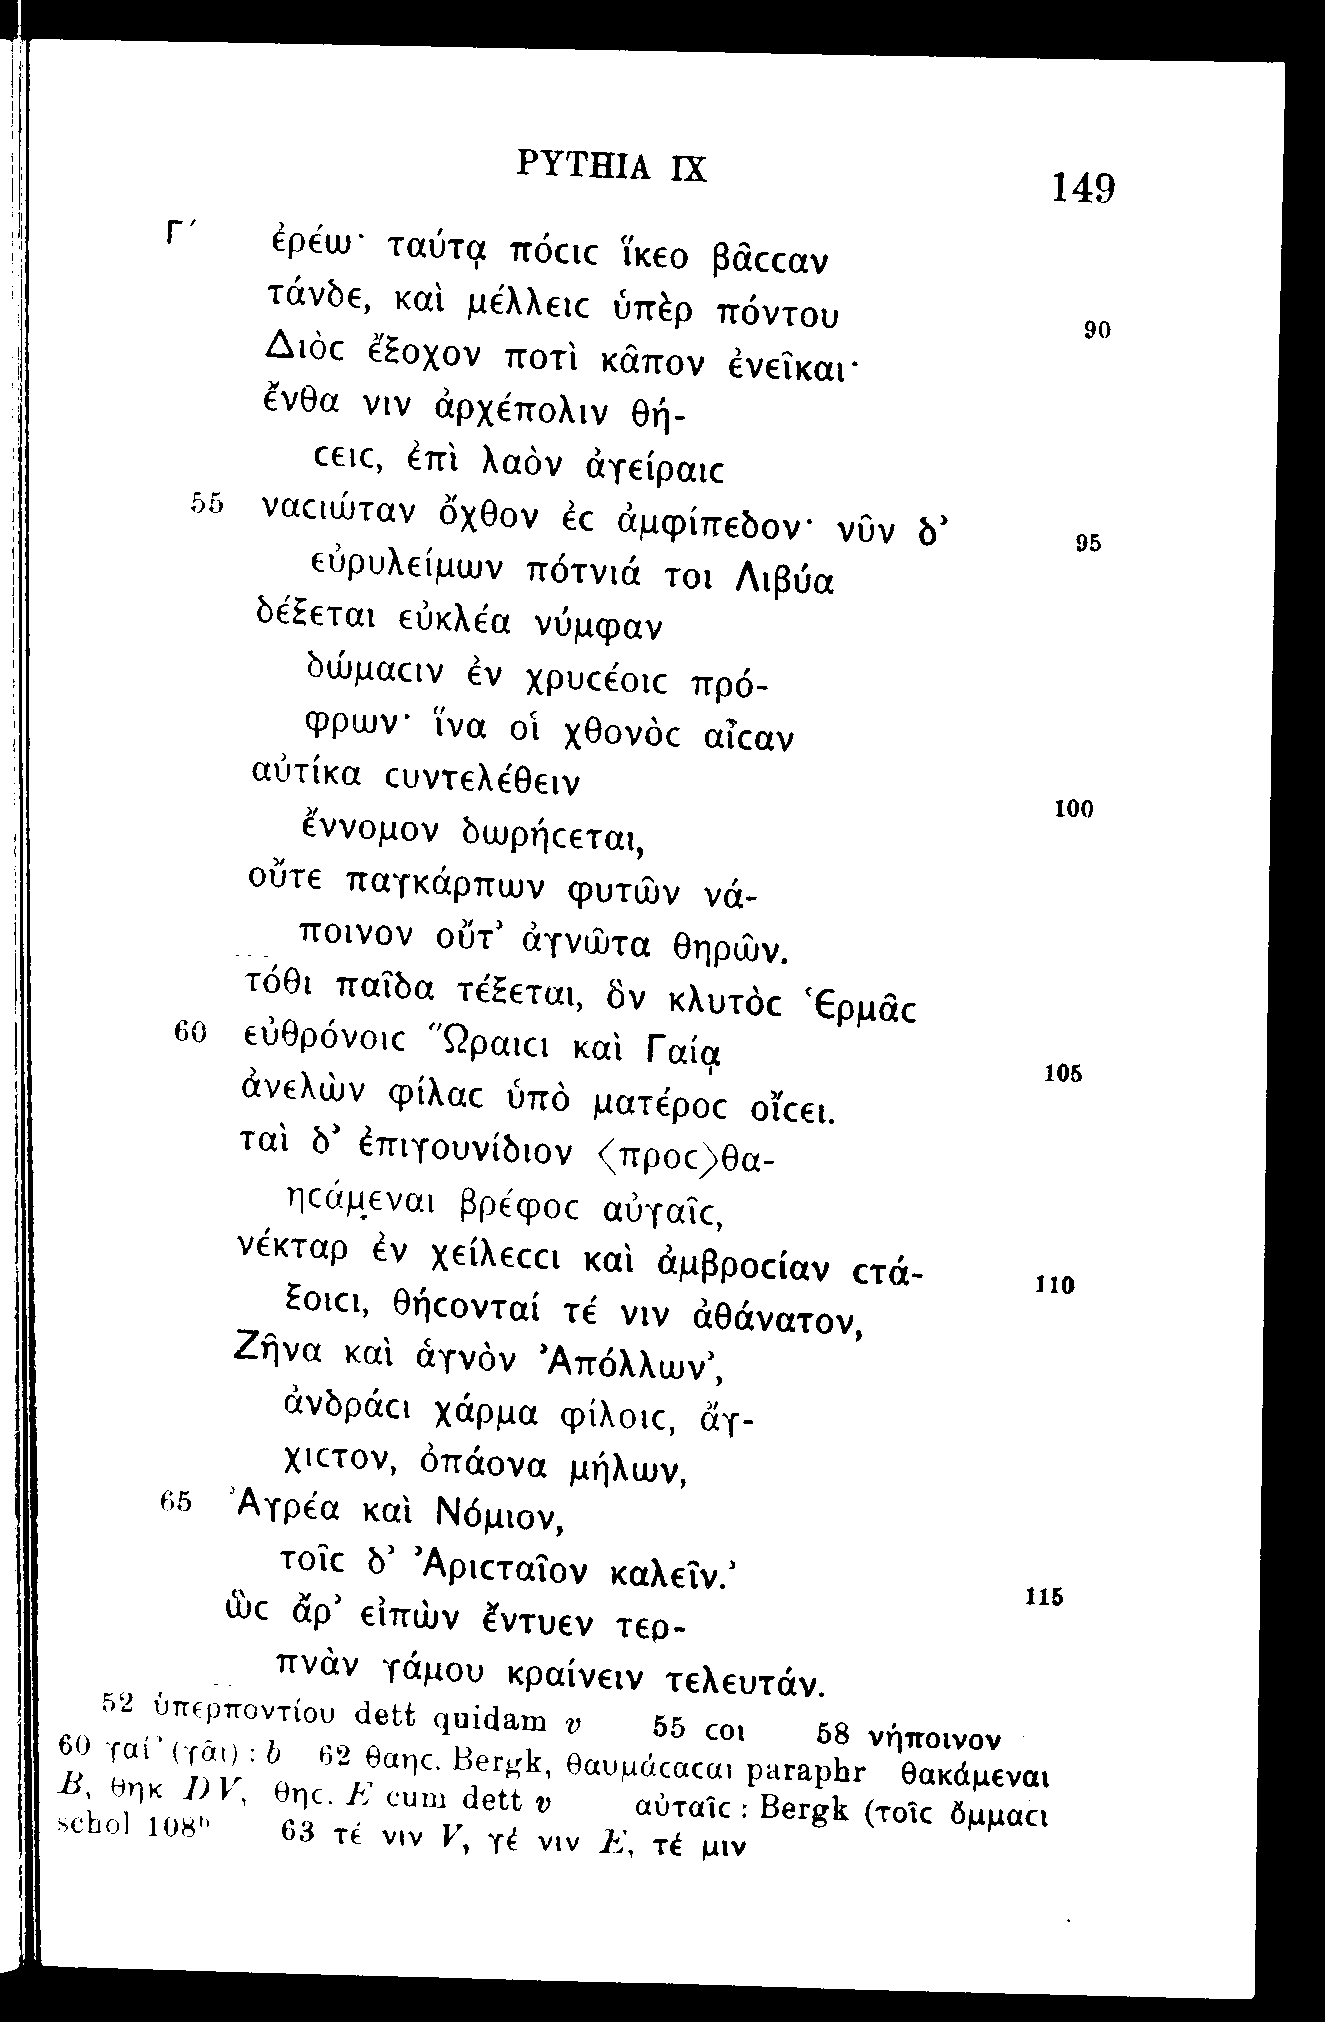 PYTHIA IX
149
Γ´ ἐρέω· ταύτᾳ πόϲιϲ ἵκεο βᾶϲϲαν
τάνδε, καὶ μέλλειϲ ὑπὲρ πόντου 90
Διὸϲ ἔξοχον ποτὶ κᾶπον ἐνεῖκαι·
ἔνθα νιν ἀρχέπολιν θή-
ϲειϲ, ἐπὶ λαὸν ἀγείραιϲ
55 ναϲιώταν ὄχθον ἐϲ ἀμφίπεδον· νῦν δ’ 95
εὐρυλείμων πότνιά τοι Λιβύα
δέξεται εὐκλέα νύμφαν
δώμαϲιν ἐν χρυϲέοιϲ πρό-
φρων· ἵνα οἱ χθονὸϲ αἶϲαν
αὐτίκα ϲυντελέθειν 100
ἔννομον δωρήϲεται,
οὔτε παγκάρπων φυτῶν νά-
ποινον οὔτ’ ἀγνῶτα θηρῶν.
τόθι παῖδα τέξεται, ὃν κλυτὸϲ Ἑρμᾶϲ
60 εὐθρόνοιϲ Ὥραιϲι καὶ Γαίᾳ 105
ἀνελὼν φίλαϲ ὑπὸ ματέροϲ οἴϲει.
ταὶ δ’ ἐπιγουνίδιον ⟨προϲ⟩θα-
ηϲάμ̣εναι βρέφοϲ αὐγαῖϲ,
νέκταρ ἐν χείλεϲϲι καὶ ἀμβροϲίαν ϲτά- 110
ξοιϲι, θήϲονταί τέ νιν ἀθάνατον,
Ζῆνα καὶ ἁγνὸν Ἀπόλλων’,
ἀνδράϲι χάρμα φίλοιϲ, ἄγ-
χιϲτον, ὀπάονα μήλων,
65 Ἀγρέα καὶ Νόμιον,
τοῖϲ δ’ Ἀριϲταῖον καλεῖν.’ 115
ὣϲ ἄρ’ εἰπὼν ἔντυεν τερ-
πνὰν γάμου κραίνειν τελευτάν.
52 ὑπερποντίου dett quidam v 55 ϲοι 58 νήποινον
60 γαί’ (γᾶι) : b 62 θαηϲ. Bergk, θαυμάϲαϲαι paraphr θακάμεναι
B, θηκ DV, θηϲ. E cum dett v αὐταῖϲ : Bergk (τοῖϲ ὄμμαϲι
schol 108ʰ 63 τέ νιν V, γέ νιν E, τέ μιν